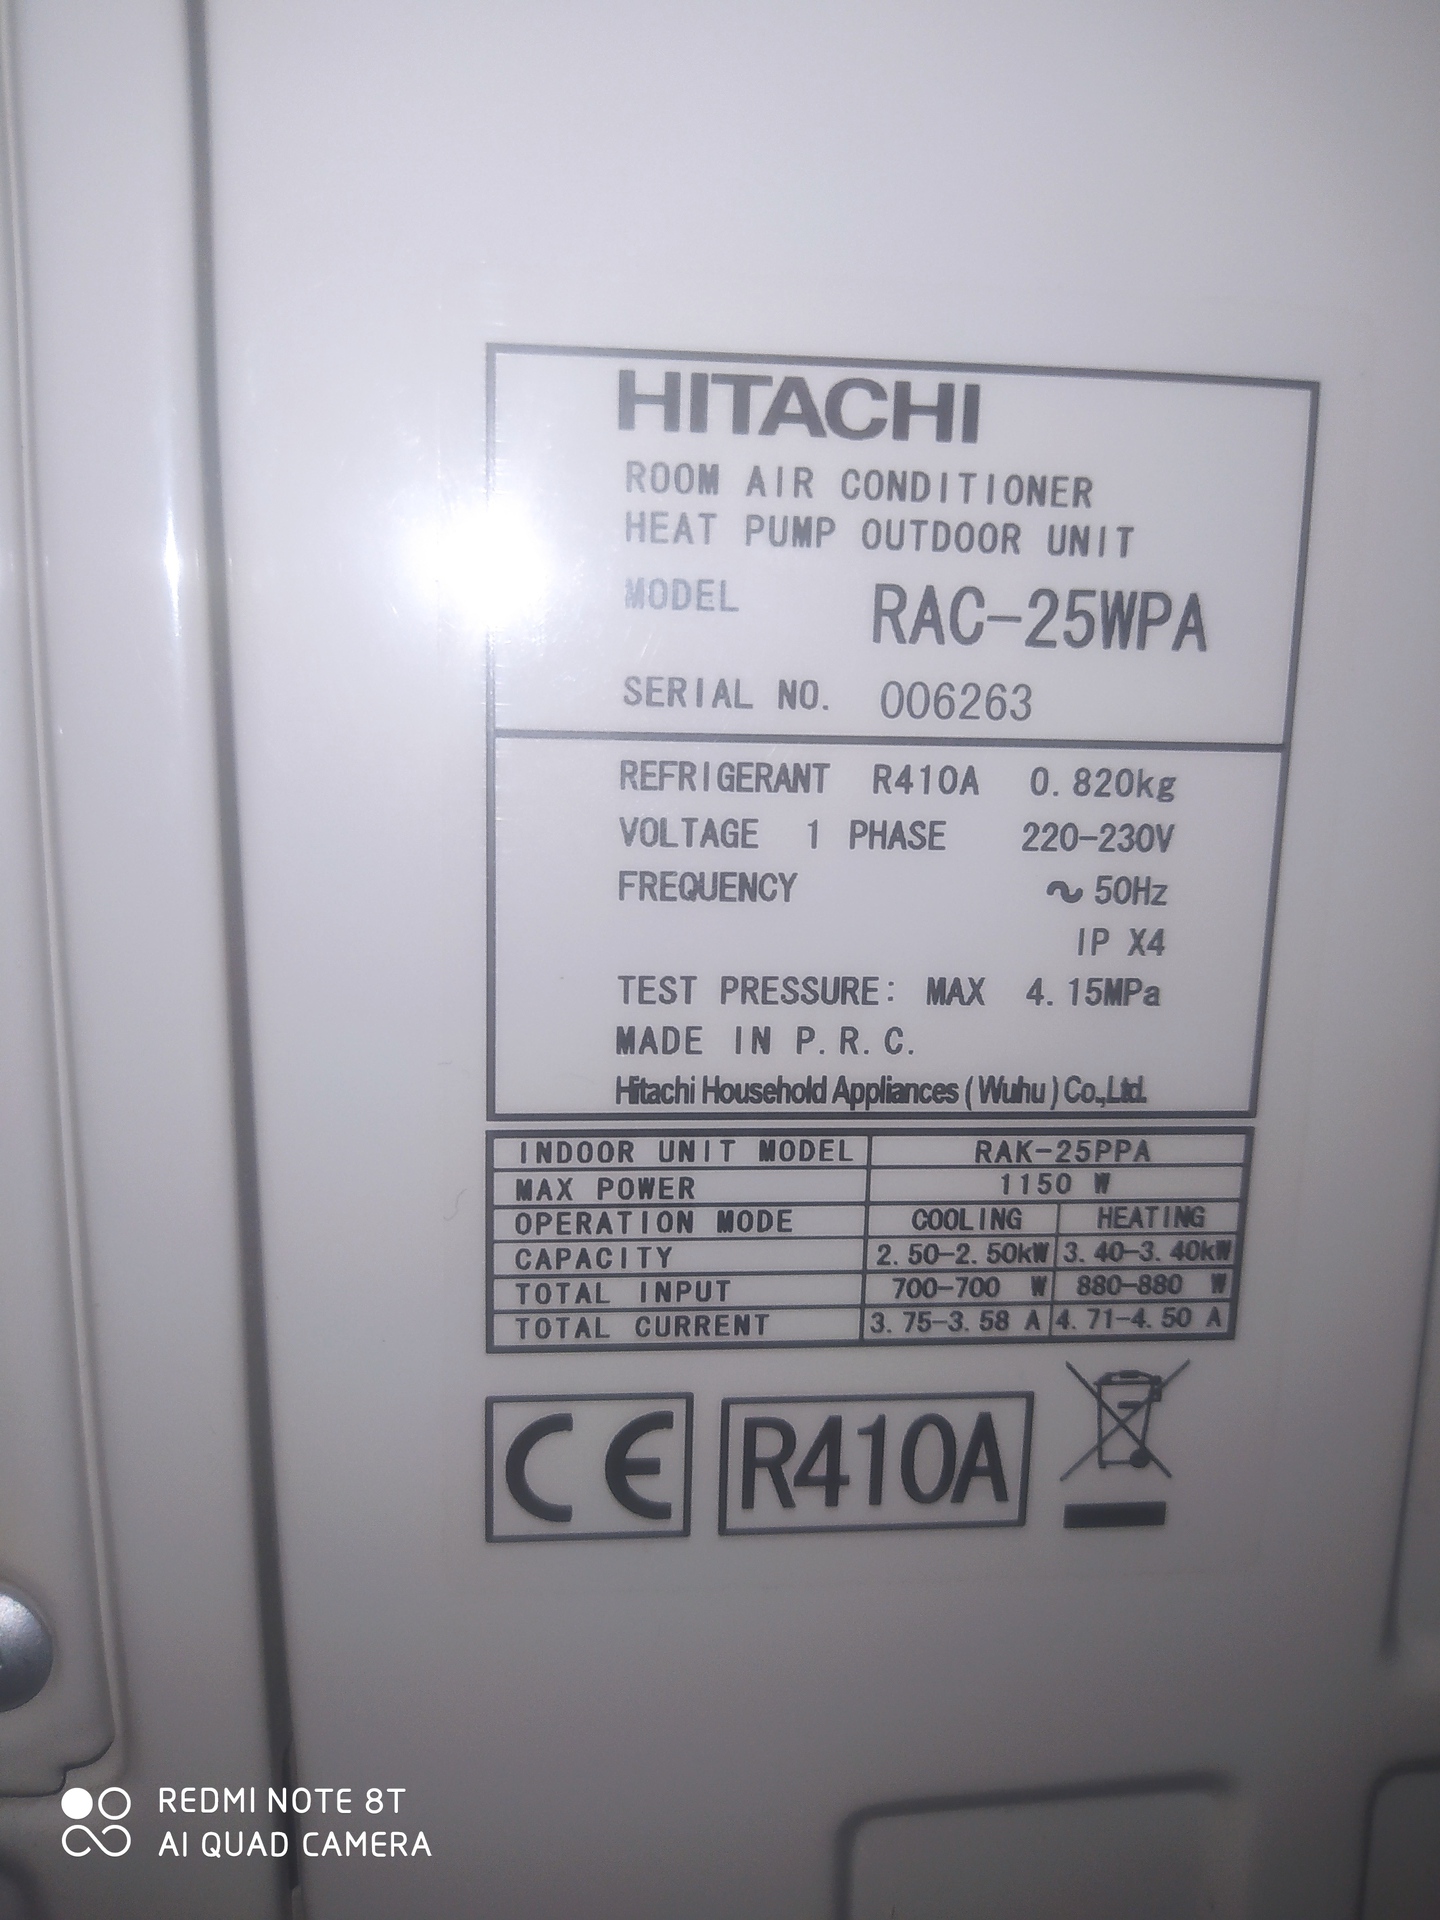 HITACHI
ROOM AIR CONDITIONER
HEAT PUMP OUTDOOR UNIT
MODEL RAC-25WPA
SERIAL NO. 006263
REFRIGERANT R410A 0.820kg
VOLTAGE 1 PHASE 220-230V
FREQUENCY ~ 50Hz
IP X4
TEST PRESSURE: MAX 4.15MPa
MADE IN P.R.C.
Hitachi Household Appliances (Wuhu) Co.,Ltd.
INDOOR UNIT MODEL RAK-25PPA
MAX POWER 1150 W
OPERATION MODE COOLING HEATING
CAPACITY 2.50-2.50kW 3.40-3.40kW
TOTAL INPUT 700-700 W 880-880 W
TOTAL CURRENT 3.75-3.58 A 4.71-4.50 A
CE R410A
REDMI NOTE 8T
AI QUAD CAMERA